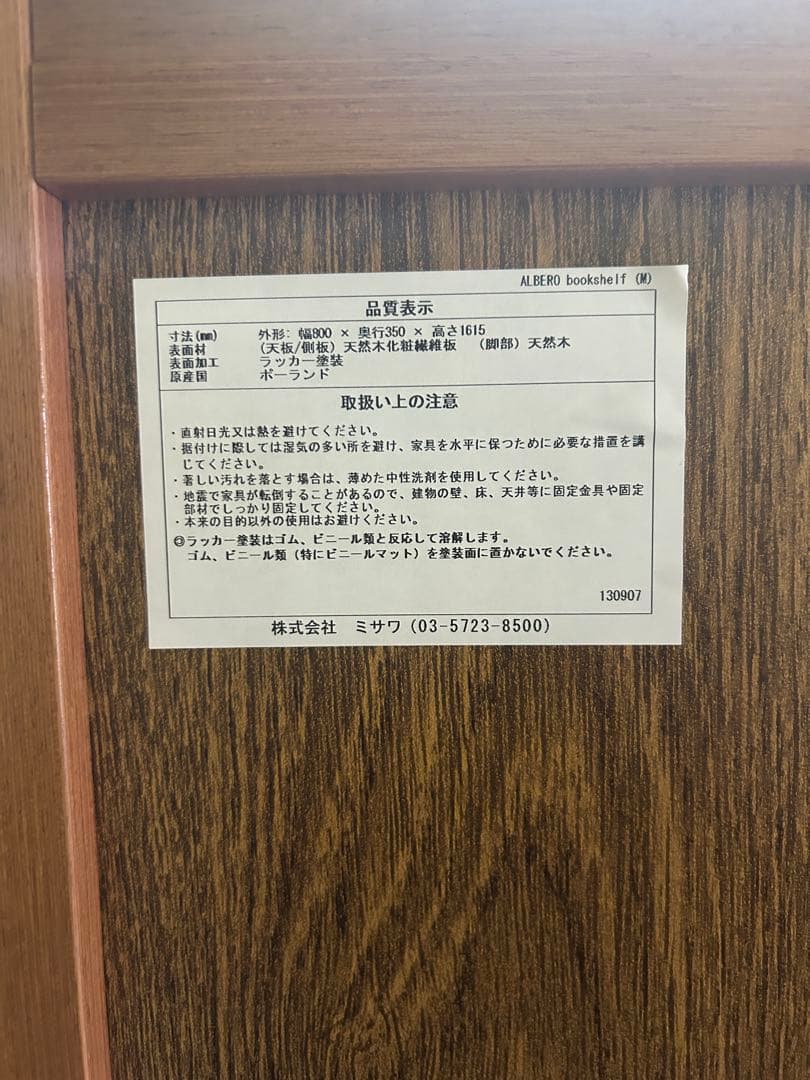 ALBERO bookshelf (M)
品質表示
寸法(mm) 外形: 幅800 × 奥行350 × 高さ1615
表面材 (天板/側板) 天然木化粧繊維板 (脚部) 天然木
表面加工 ラッカー塗装
原産国 ポーランド
取扱い上の注意
・直射日光又は熱を避けてください。
・据付けに際しては湿気の多い所を避け、家具を水平に保つために必要な措置を講
じてください。
・著しい汚れを落とす場合は、薄めた中性洗剤を使用してください。
・地震で家具が転倒することがあるので、建物の壁、床、天井等に固定金具や固定
部材でしっかり固定してください。
・本来の目的以外の使用はお避けください。
◎ラッカー塗装はゴム、ビニール類と反応して溶解します。
ゴム、ビニール類（特にビニールマット）を塗装面に置かないでください。
130907
株式会社 ミサワ (03-5723-8500)